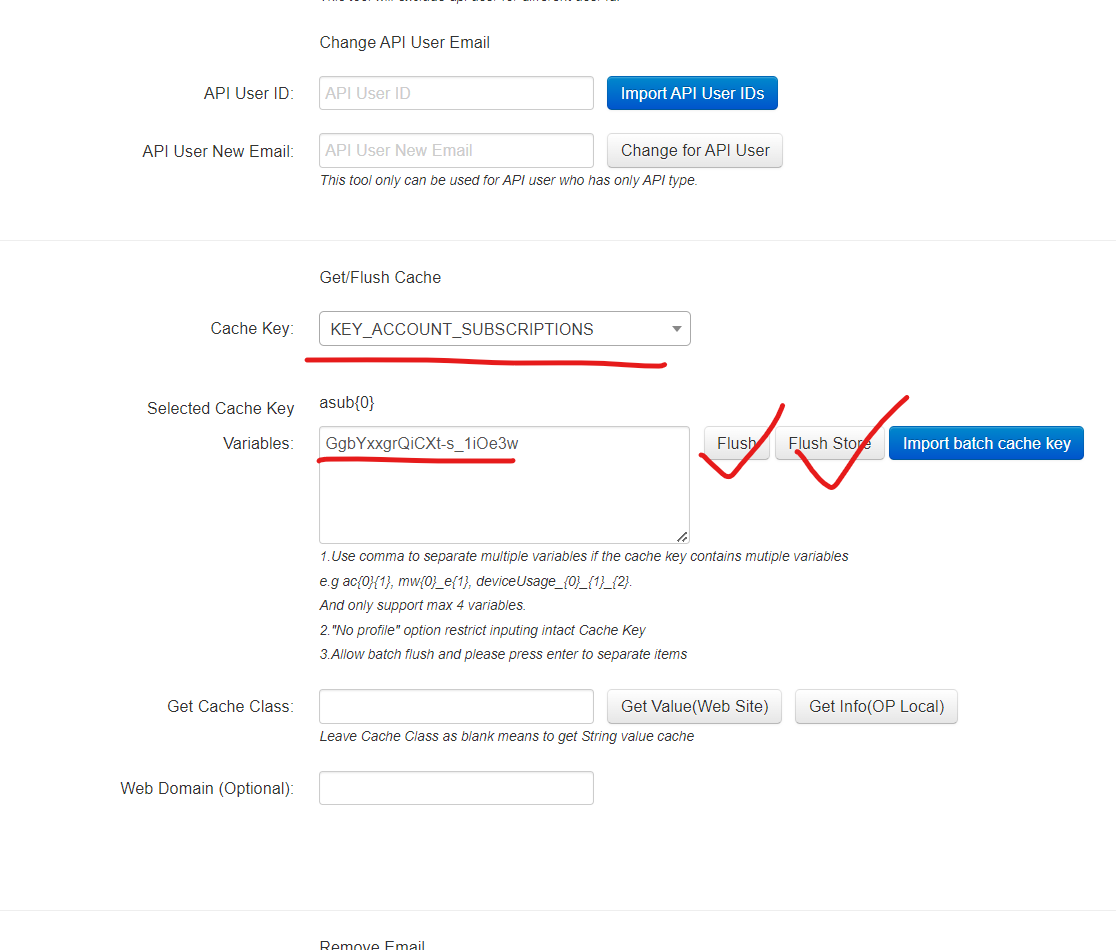 Change API User Email
API User ID: API User ID Import API User IDs
API User New Email: API User New Email Change for API User
This tool only can be used for API user who has only API type.
Get/Flush Cache
Cache Key: KEY_ACCOUNT_SUBSCRIPTIONS
Selected Cache Key asub{0}
Variables: GgbYxxgrQiCXt-s_1iOe3w Flush Flush Store Import batch cache key
1.Use comma to separate multiple variables if the cache key contains mutiple variables
e.g ac{0}{1}, mw{0}_e{1}, deviceUsage_{0}_{1}_{2}.
And only support max 4 variables.
2."No profile" option restrict inputing intact Cache Key
3.Allow batch flush and please press enter to separate items
Get Cache Class: Get Value(Web Site) Get Info(OP Local)
Leave Cache Class as blank means to get String value cache
Web Domain (Optional):
Remove Email